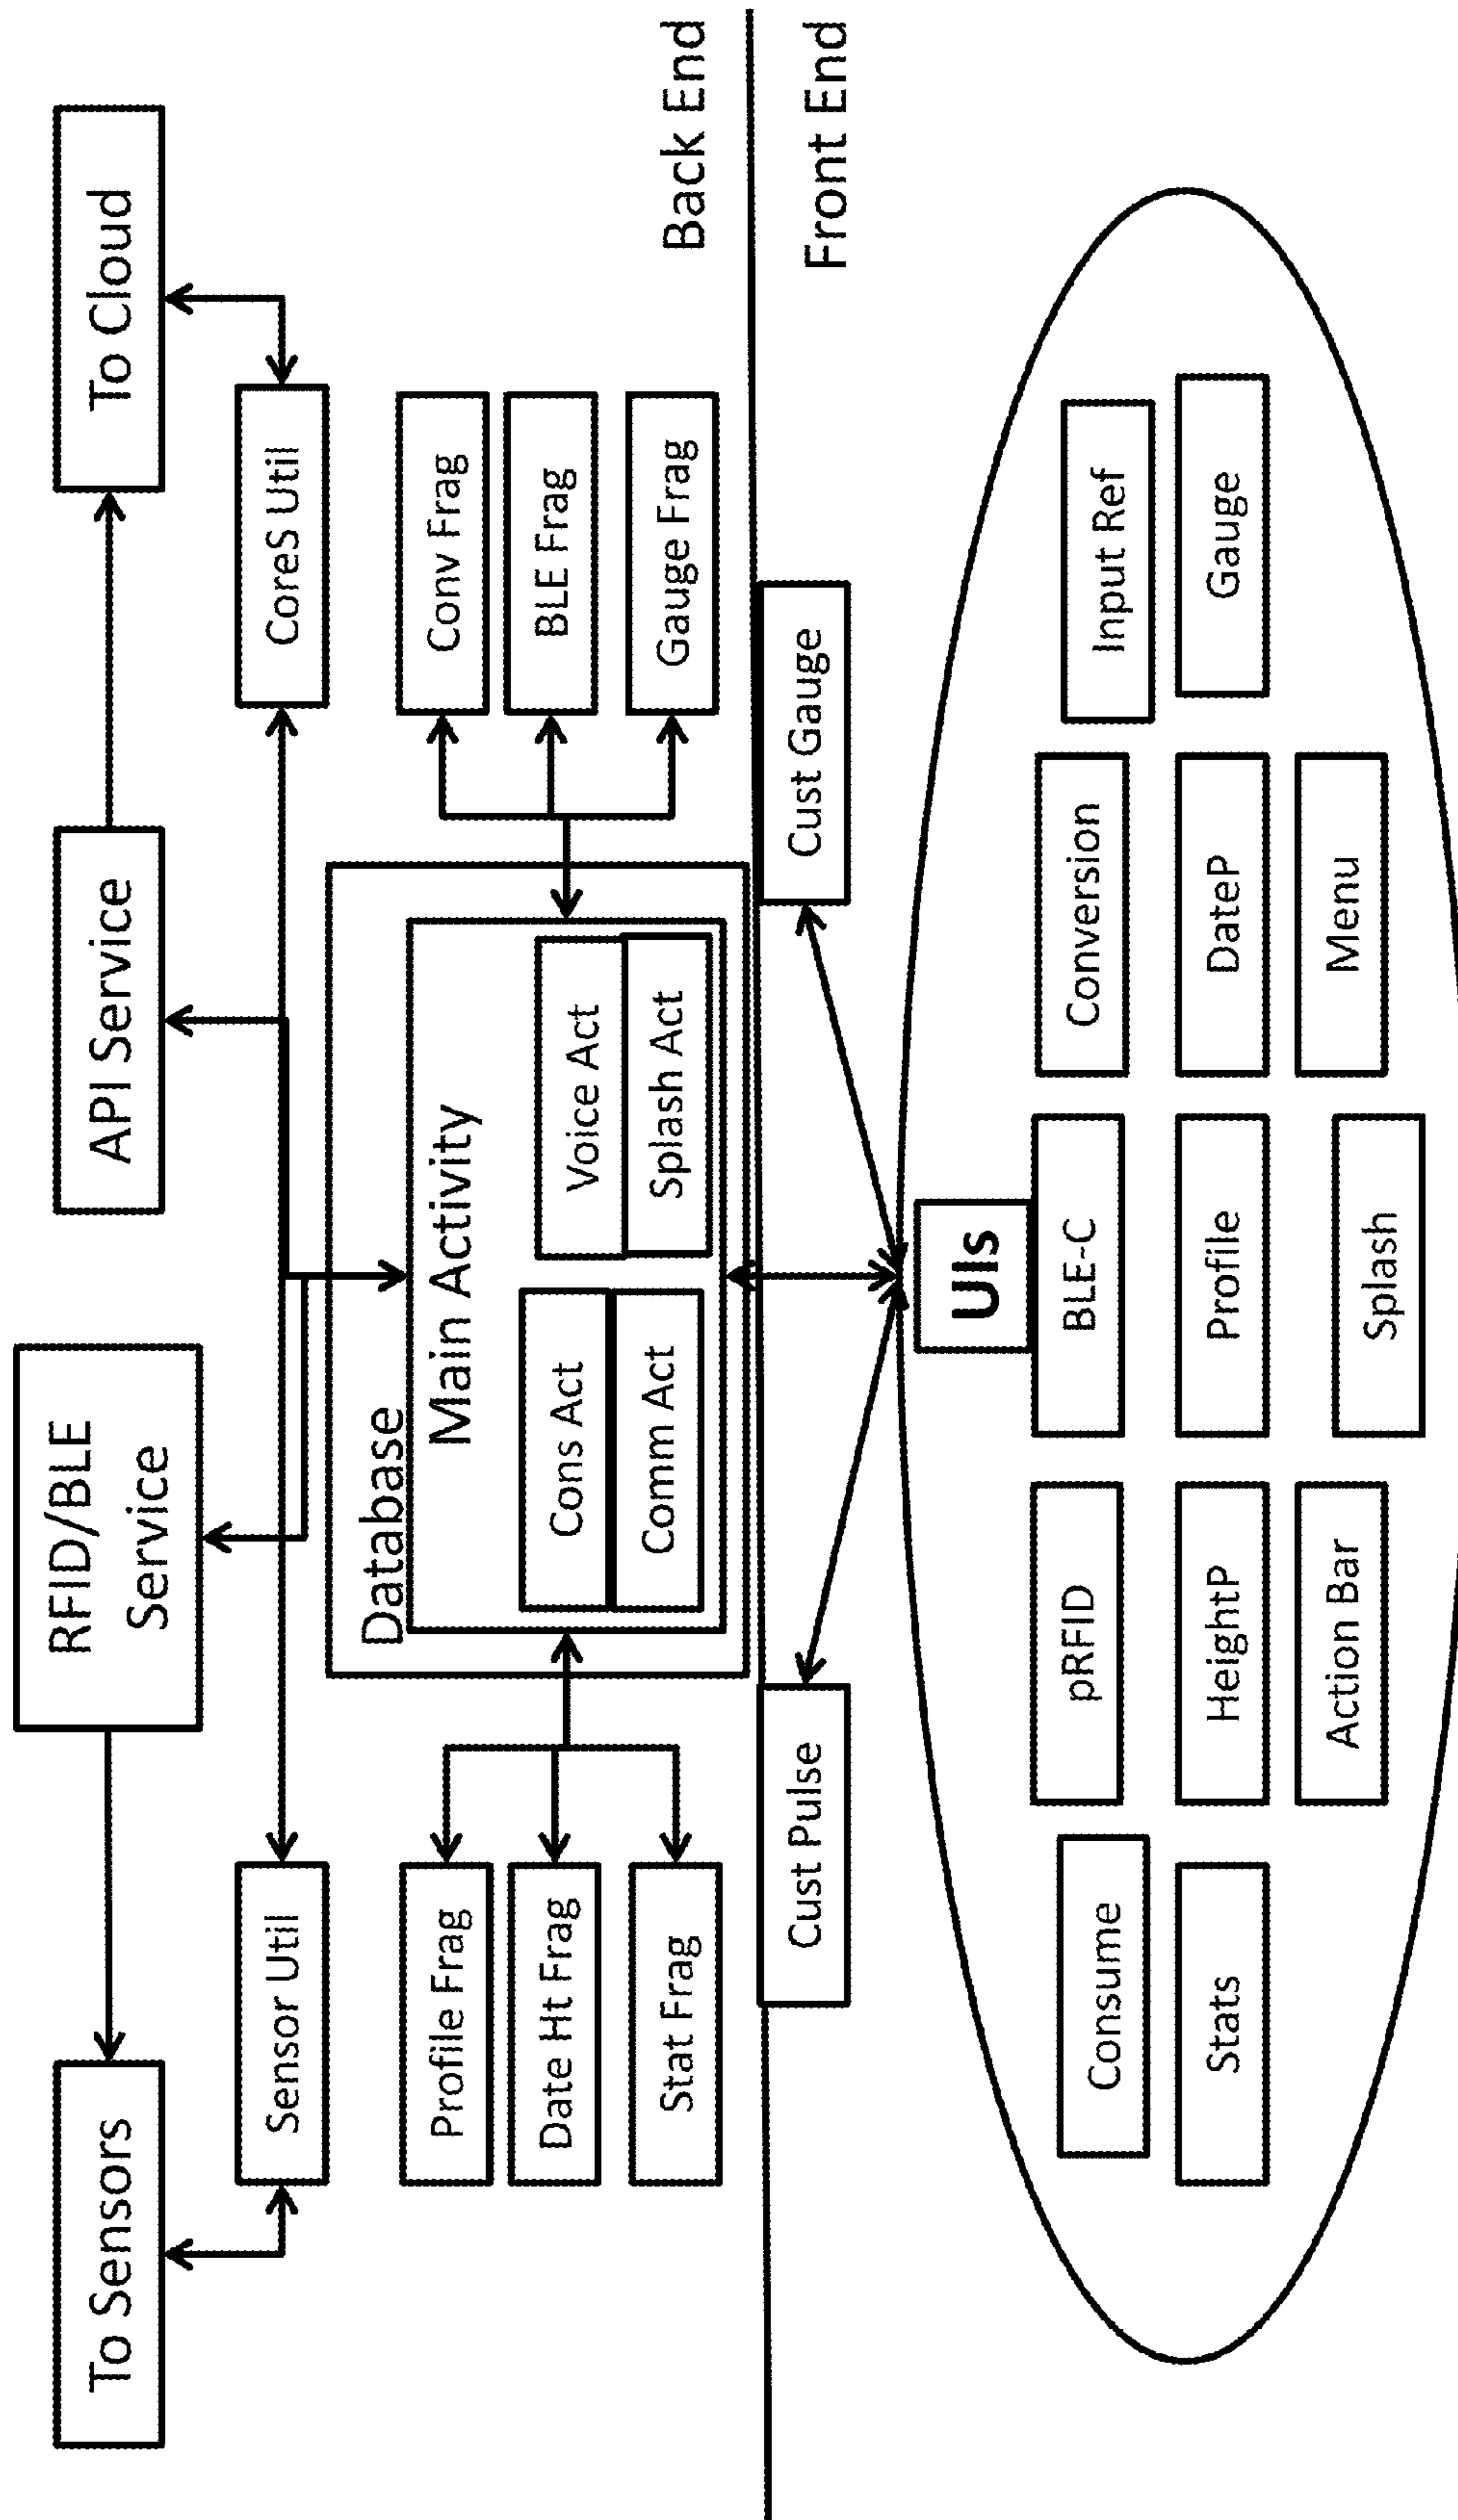 To Sensors
RFID/BLE
Service
API Service
To Cloud
Sensor Util
CoreS Util
Database
Main Activity
Profile Frag
Date Ht Frag
Stat Frag
Cons Act
Comm Act
Voice Act
Splash Act
Conv Frag
BLE Frag
Gauge Frag
Back End
Front End
Cust Pulse
Cust Gauge
UIs
Consume
pRFID
BLE-C
Conversion
Input Ref
Stats
HeightP
Profile
DateP
Gauge
Action Bar
Splash
Menu